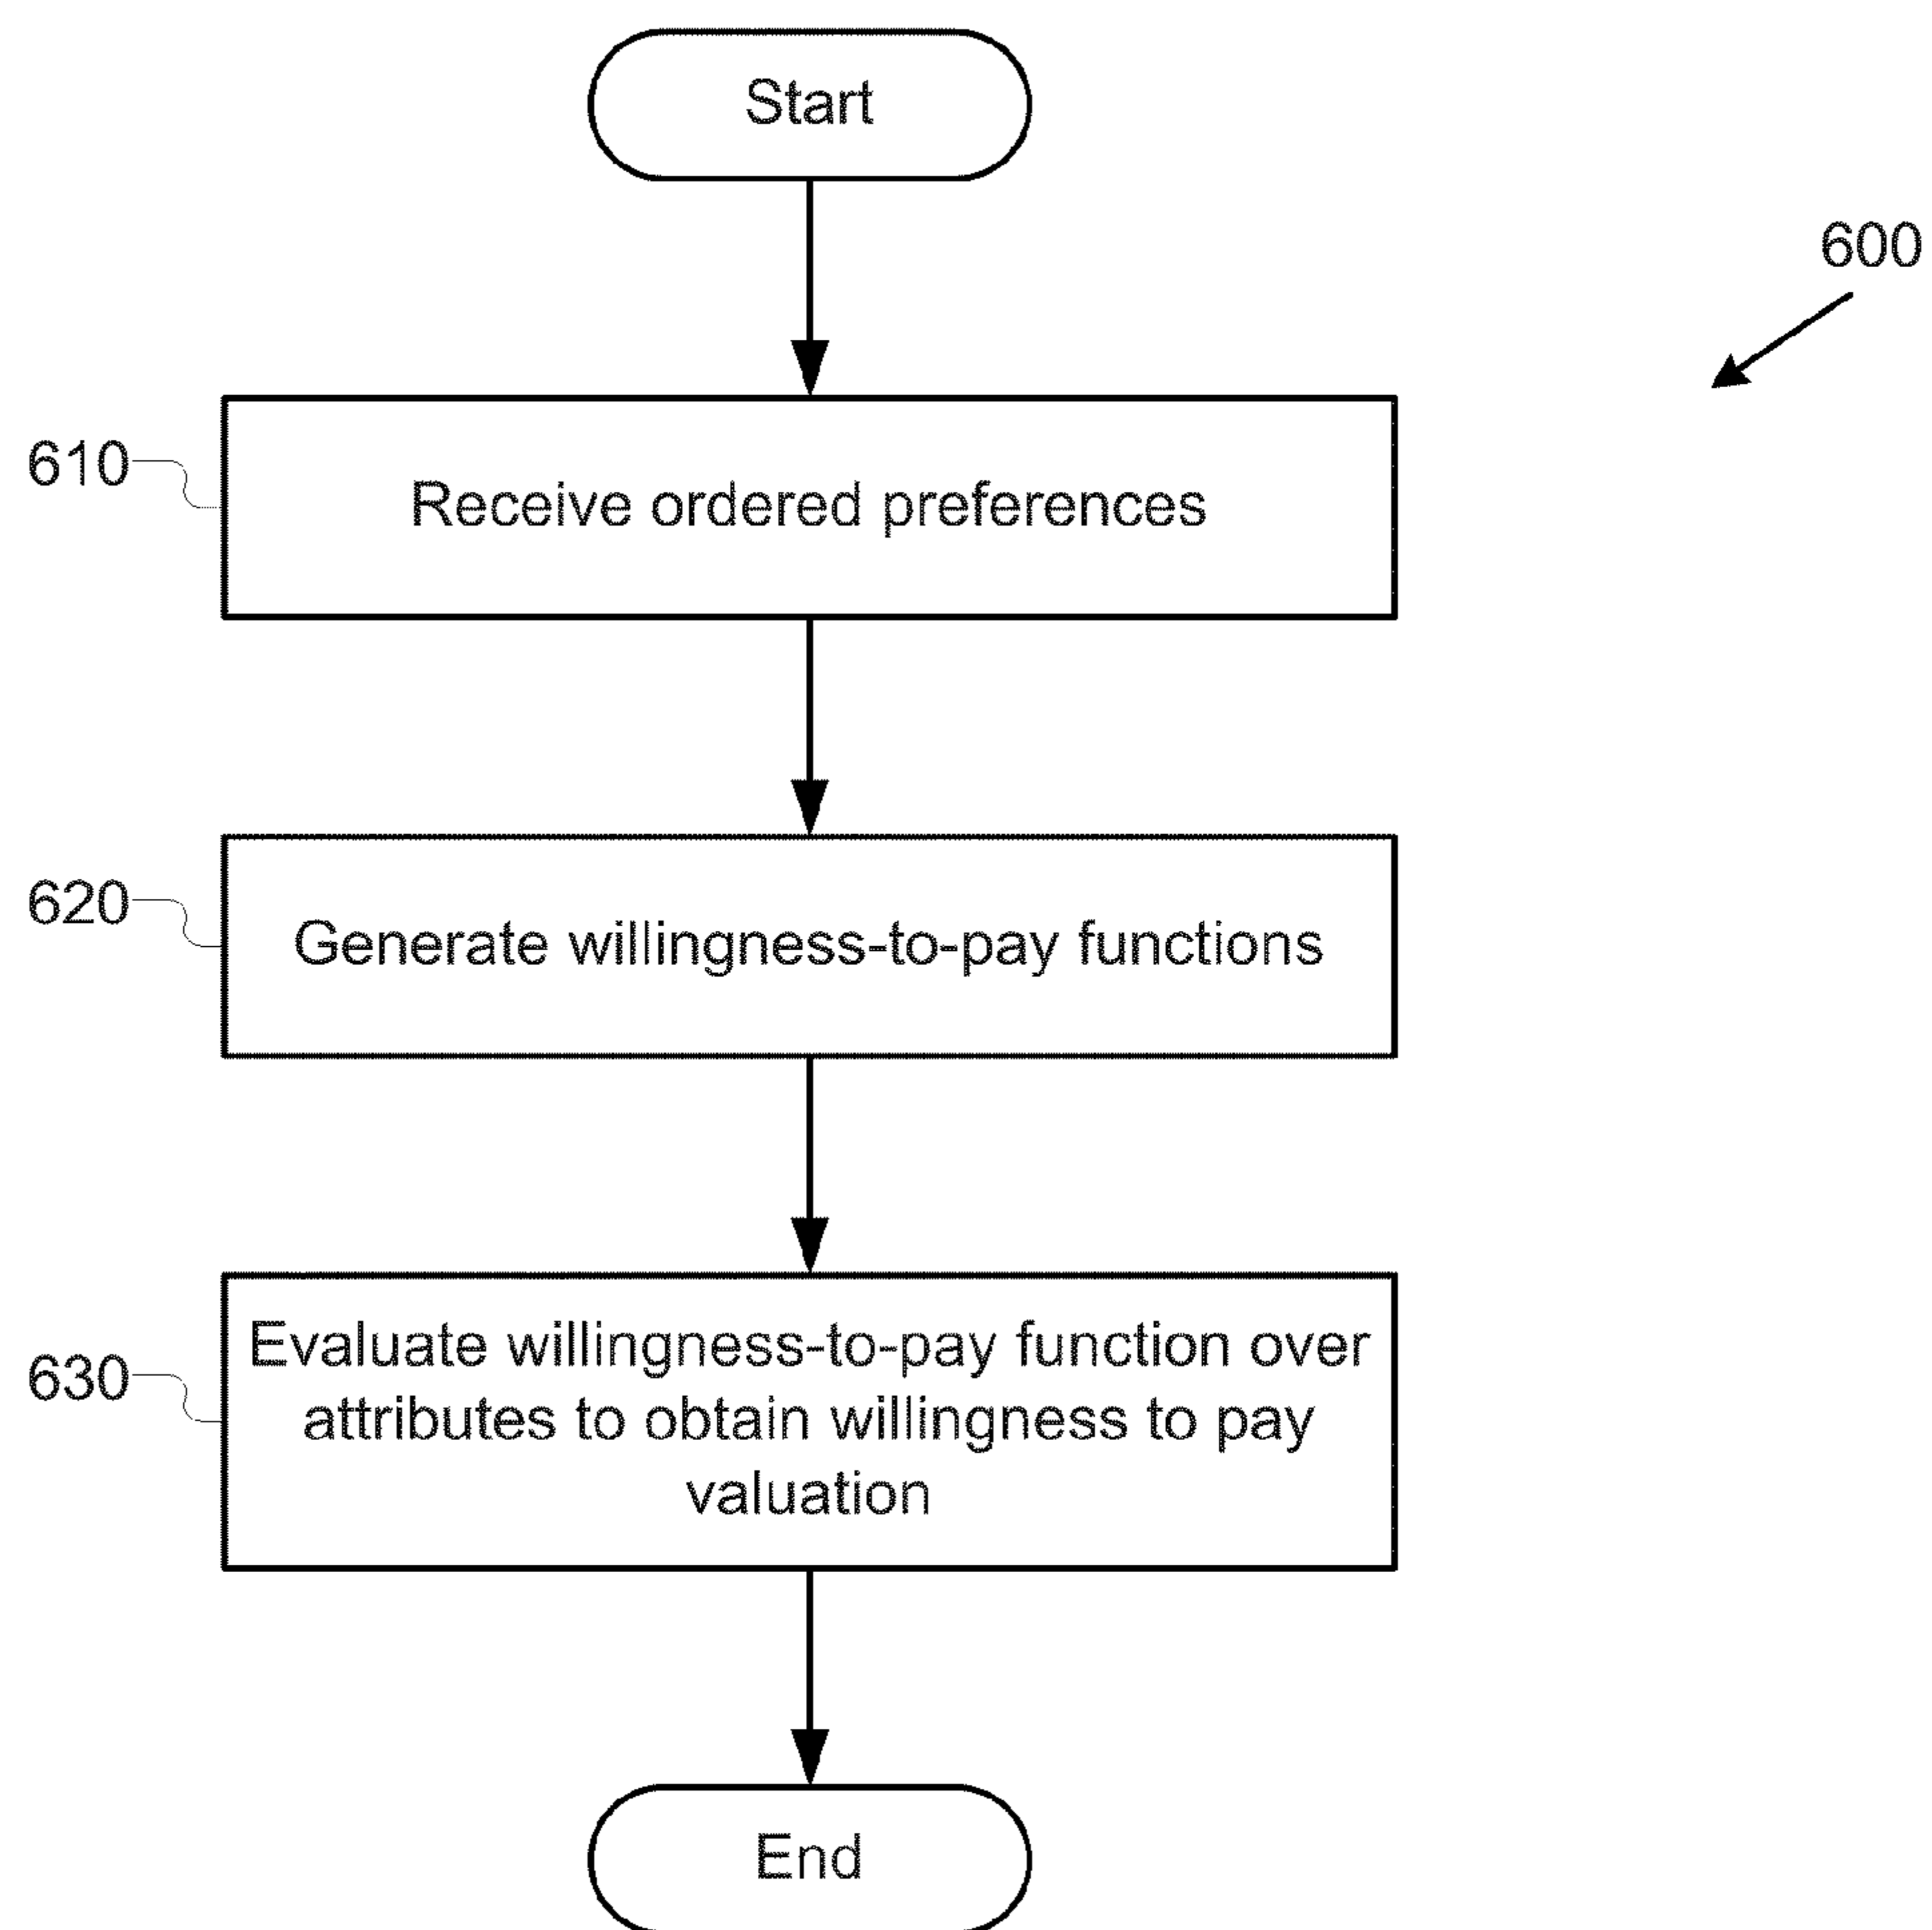 Start
600
610
Receive ordered preferences
620
Generate willingness-to-pay functions
630
Evaluate willingness-to-pay function over
attributes to obtain willingness to pay
valuation
End